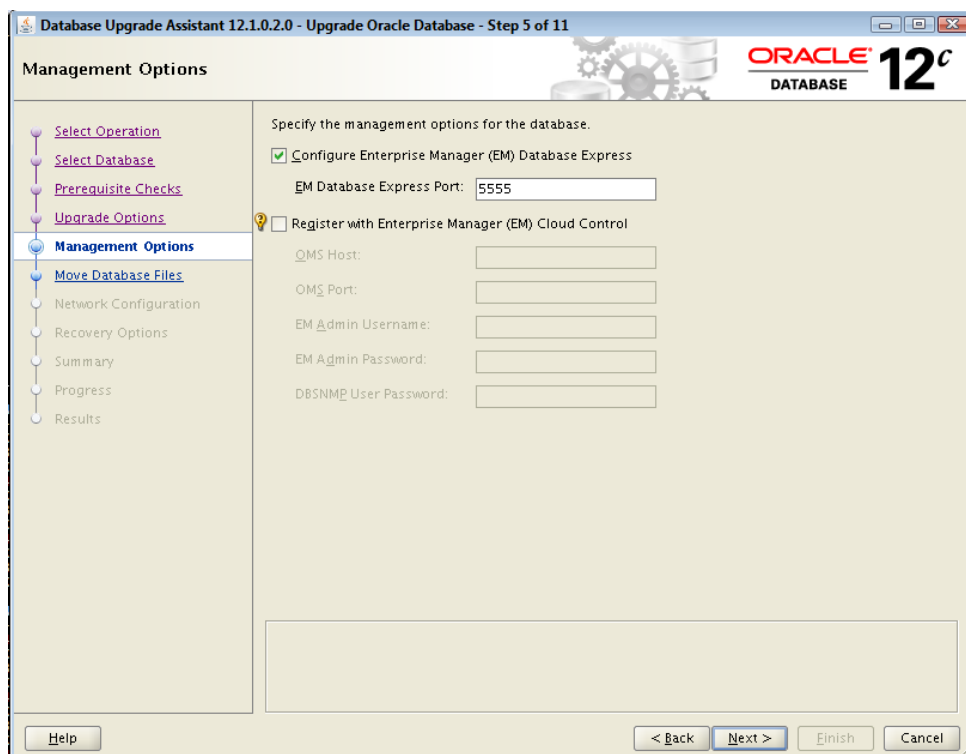 Database Upgrade Assistant 12.1.0.2.0 - Upgrade Oracle Database - Step 5 of 11
Management Options
ORACLE
DATABASE
12c
Select Operation
Select Database
Prerequisite Checks
Upgrade Options
Management Options
Move Database Files
Network Configuration
Recovery Options
Summary
Progress
Results
Specify the management options for the database.
Configure Enterprise Manager (EM) Database Express
EM Database Express Port: 5555
Register with Enterprise Manager (EM) Cloud Control
OMS Host:
OMS Port:
EM Admin Username:
EM Admin Password:
DBSNMP User Password:
Help
< Back
Next >
Finish
Cancel